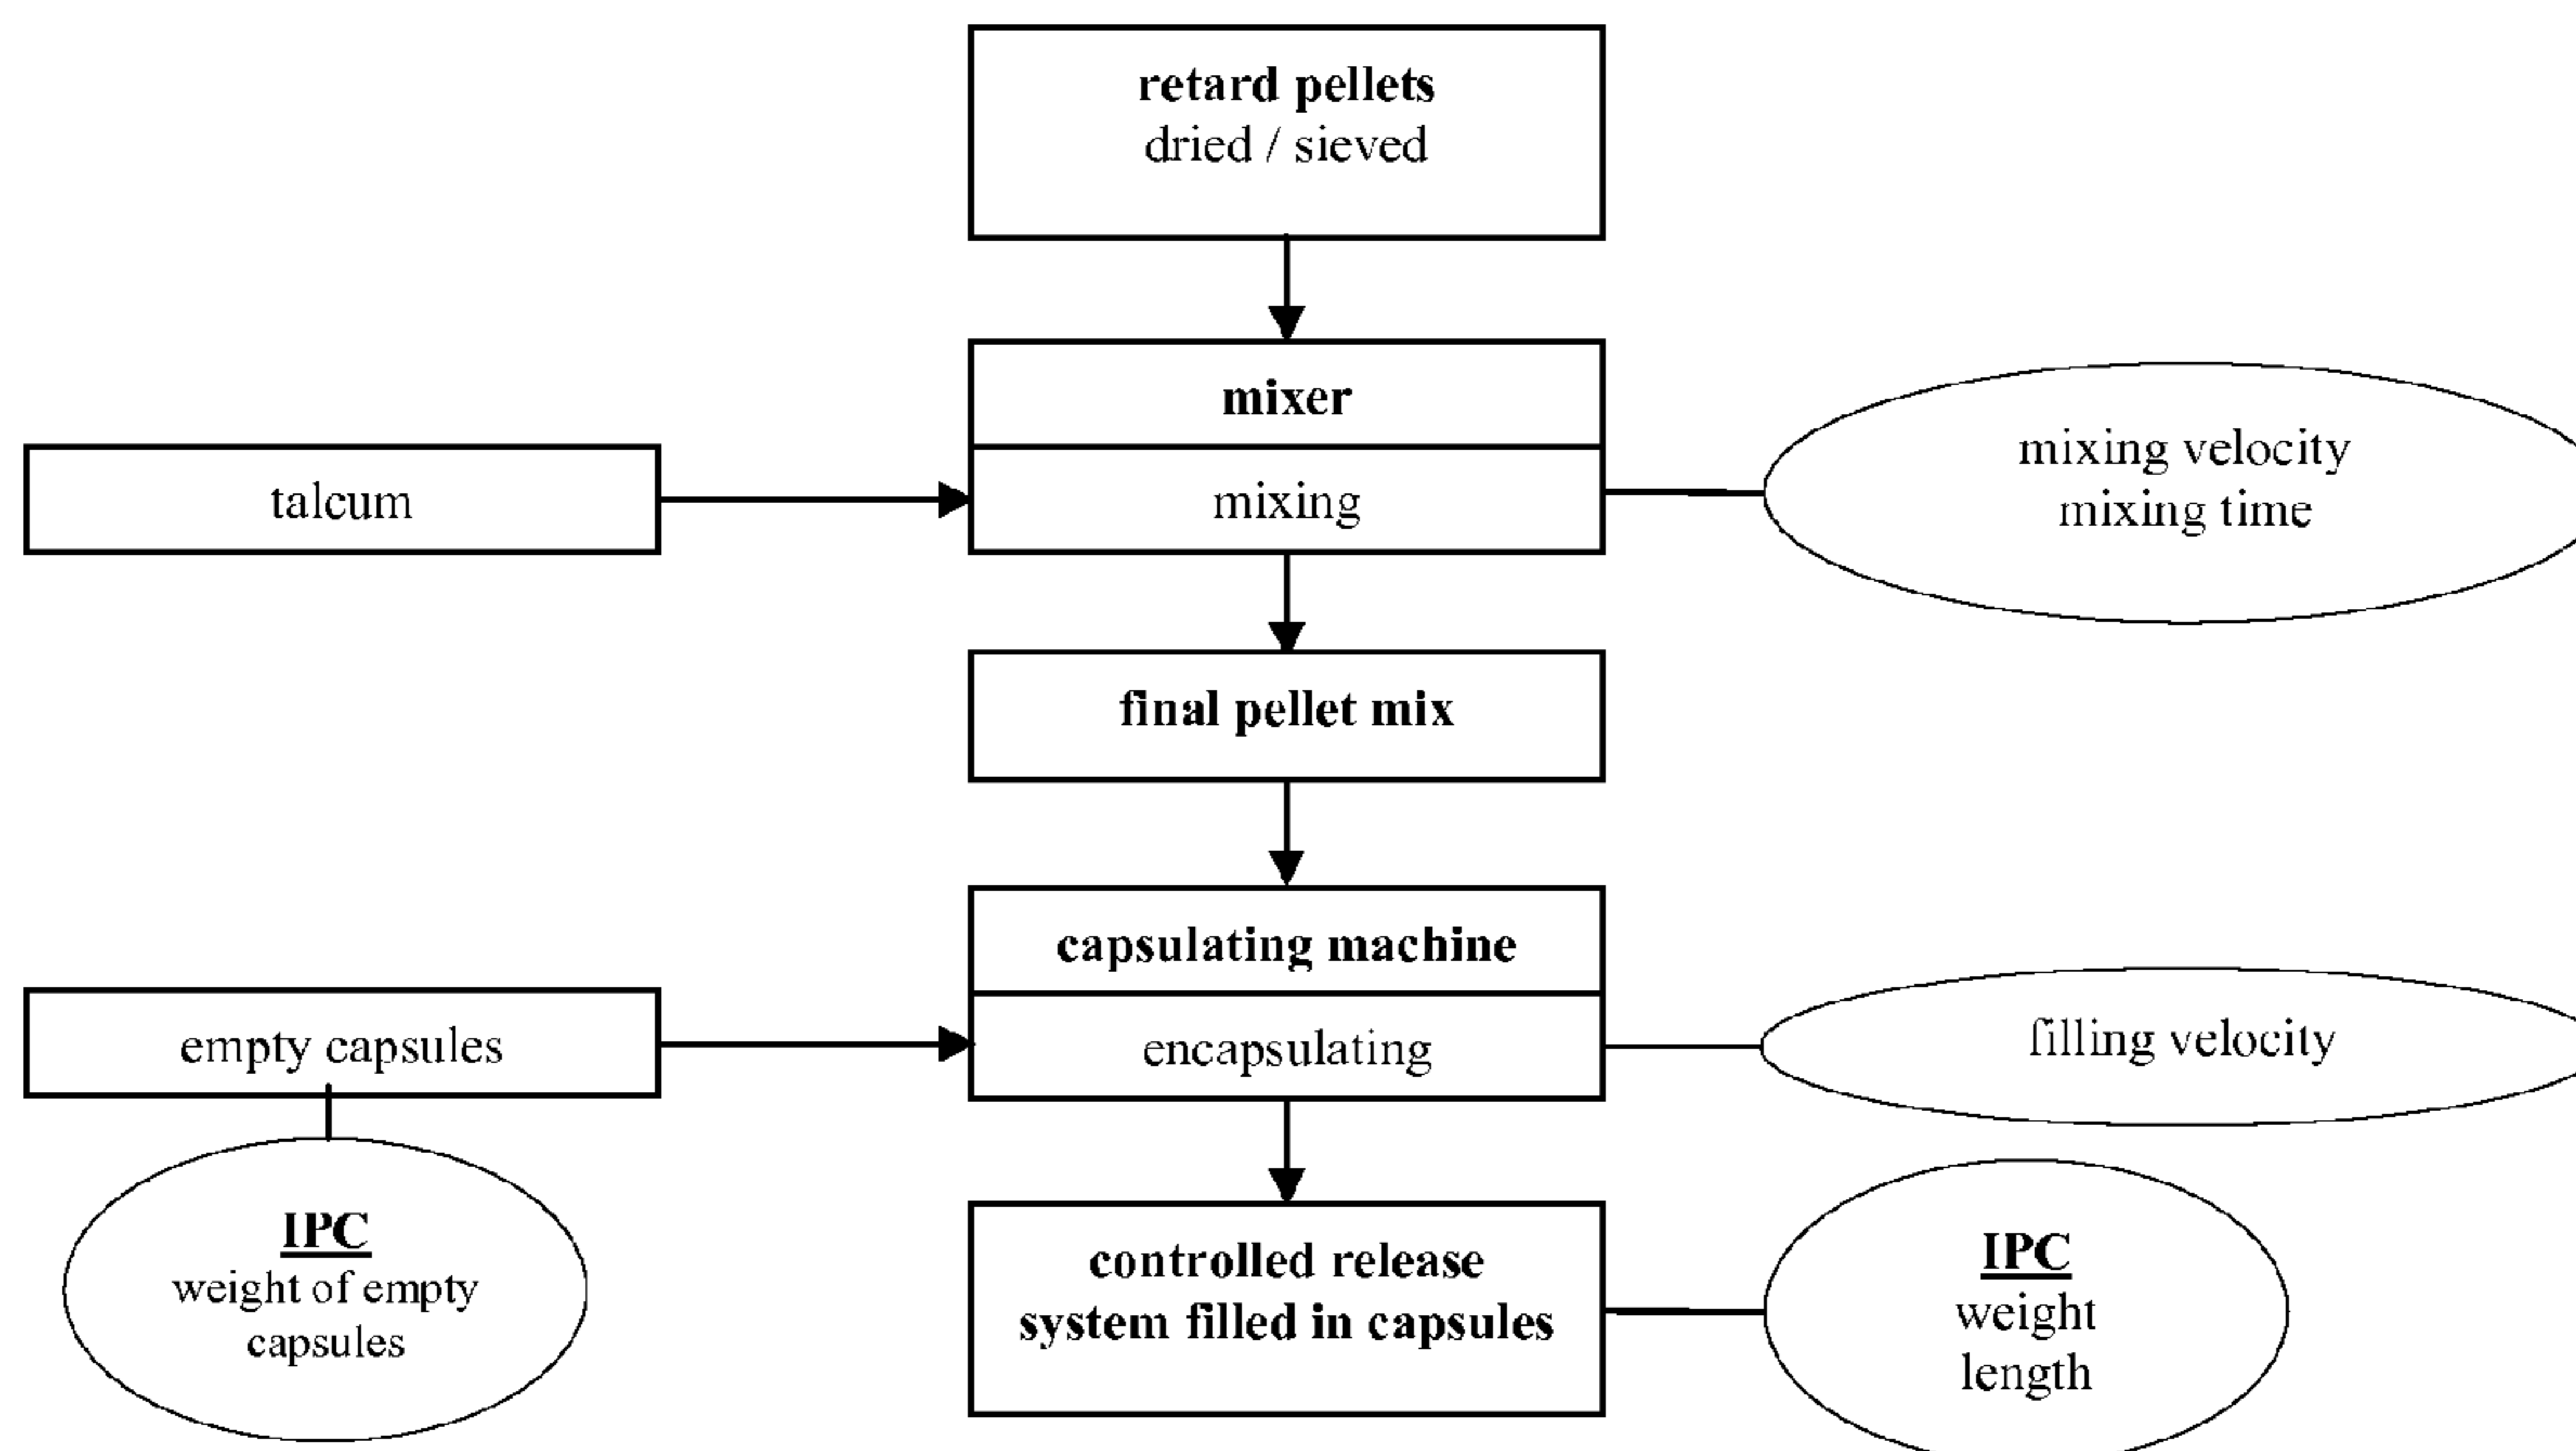 retard pellets
dried / sieved
mixer
talcum
mixing
mixing velocity
mixing time
final pellet mix
capsulating machine
empty capsules
encapsulating
filling velocity
IPC
weight of empty
capsules
controlled release
system filled in capsules
IPC
weight
length